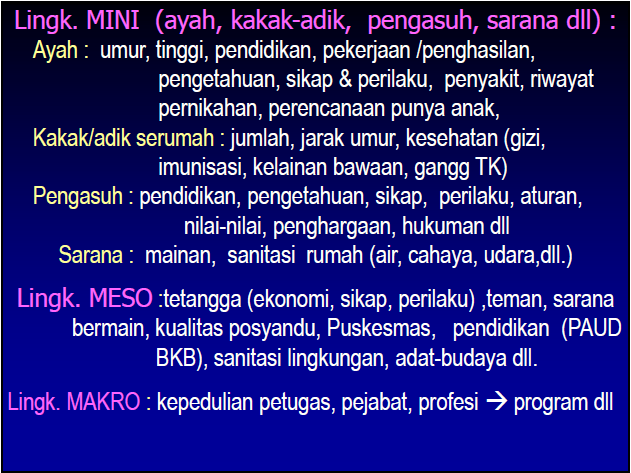 Lingk. MINI (ayah, kakak-adik, pengasuh, sarana dll) :
Ayah : umur, tinggi, pendidikan, pekerjaan /penghasilan,
pengetahuan, sikap & perilaku, penyakit, riwayat
pernikahan, perencanaan punya anak,
Kakak/adik serumah : jumlah, jarak umur, kesehatan (gizi,
imunisasi, kelainan bawaan, gangg TK)
Pengasuh : pendidikan, pengetahuan, sikap, perilaku, aturan,
nilai-nilai, penghargaan, hukuman dll
Sarana : mainan, sanitasi rumah (air, cahaya, udara,dll.)
Lingk. MESO :tetangga (ekonomi, sikap, perilaku) ,teman, sarana
bermain, kualitas posyandu, Puskesmas, pendidikan (PAUD
BKB), sanitasi lingkungan, adat-budaya dll.
Lingk. MAKRO : kepedulian petugas, pejabat, profesi → program dll